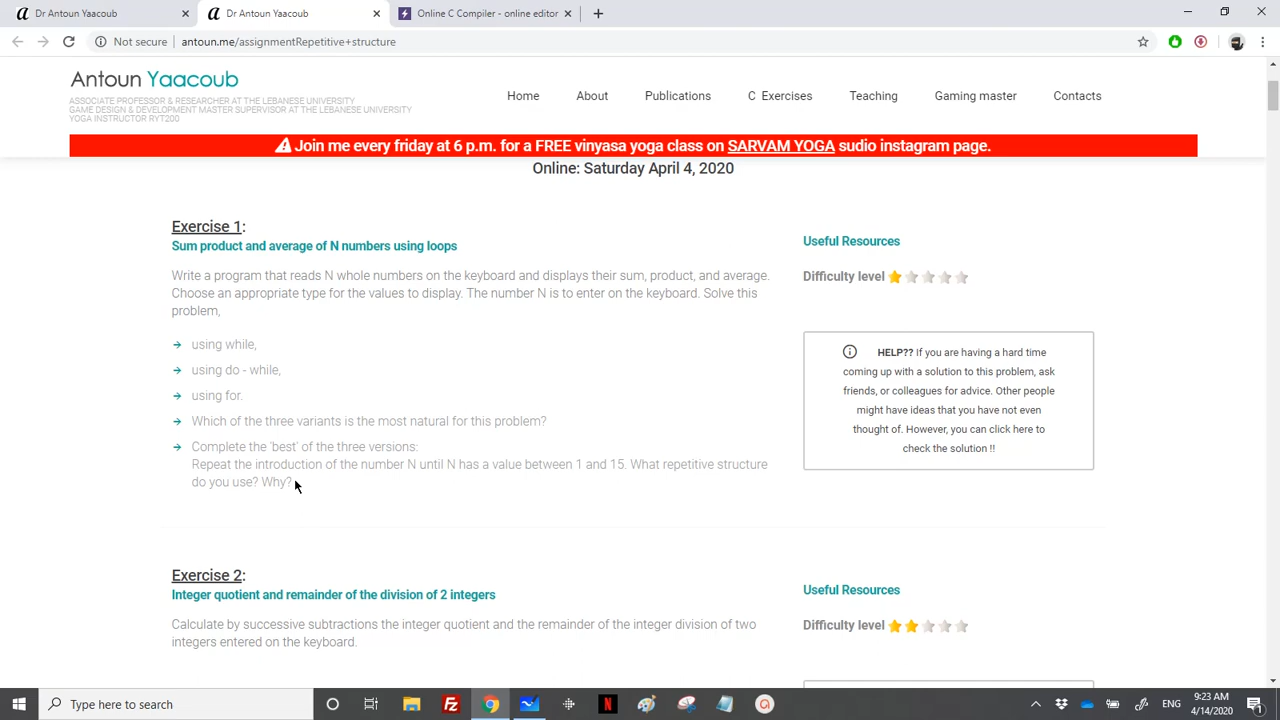 Dr Antoun Yaacoub
Dr Antoun Yaacoub
Online C Compiler - online editor
Not secure
antoun.me/assignmentRepetitive+structure
Antoun Yaacoub
ASSOCIATE PROFESSOR & RESEARCHER AT THE LEBANESE UNIVERSITY
GAME DESIGN & DEVELOPMENT MASTER SUPERVISOR AT THE LEBANESE UNIVERSITY
YOGA INSTRUCTOR RYT200
Home
About
Publications
C Exercises
Teaching
Gaming master
Contacts
Join me every friday at 6 p.m. for a FREE vinyasa yoga class on SARVAM YOGA sudio instagram page.
Online: Saturday April 4, 2020
Exercise 1:
Sum product and average of N numbers using loops
Write a program that reads N whole numbers on the keyboard and displays their sum, product, and average.
Choose an appropriate type for the values to display. The number N is to enter on the keyboard. Solve this
problem,
using while,
using do - while,
using for.
Which of the three variants is the most natural for this problem?
Complete the 'best' of the three versions:
Repeat the introduction of the number N until N has a value between 1 and 15. What repetitive structure
do you use? Why?
Useful Resources
Difficulty level
HELP?? If you are having a hard time
coming up with a solution to this problem, ask
friends, or colleagues for advice. Other people
might have ideas that you have not even
thought of. However, you can click here to
check the solution !!
Exercise 2:
Integer quotient and remainder of the division of 2 integers
Calculate by successive subtractions the integer quotient and the remainder of the integer division of two
integers entered on the keyboard.
Useful Resources
Difficulty level
Type here to search
ENG
9:23 AM
4/14/2020